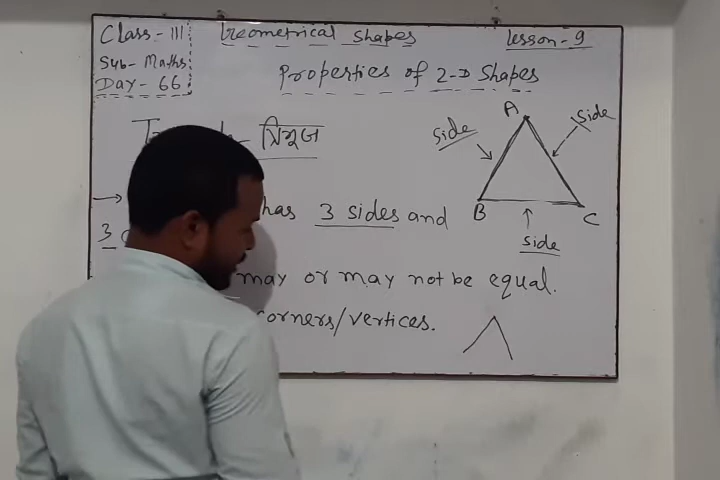 Class-III Geometrical shapes Lesson-9
Sub- Maths
Day-66 Properties of 2-D Shapes
ত্রিভূজ
A
side
side
→ has 3 sides and
B
C
3
side
may or may not be equal.
corners/vertices.